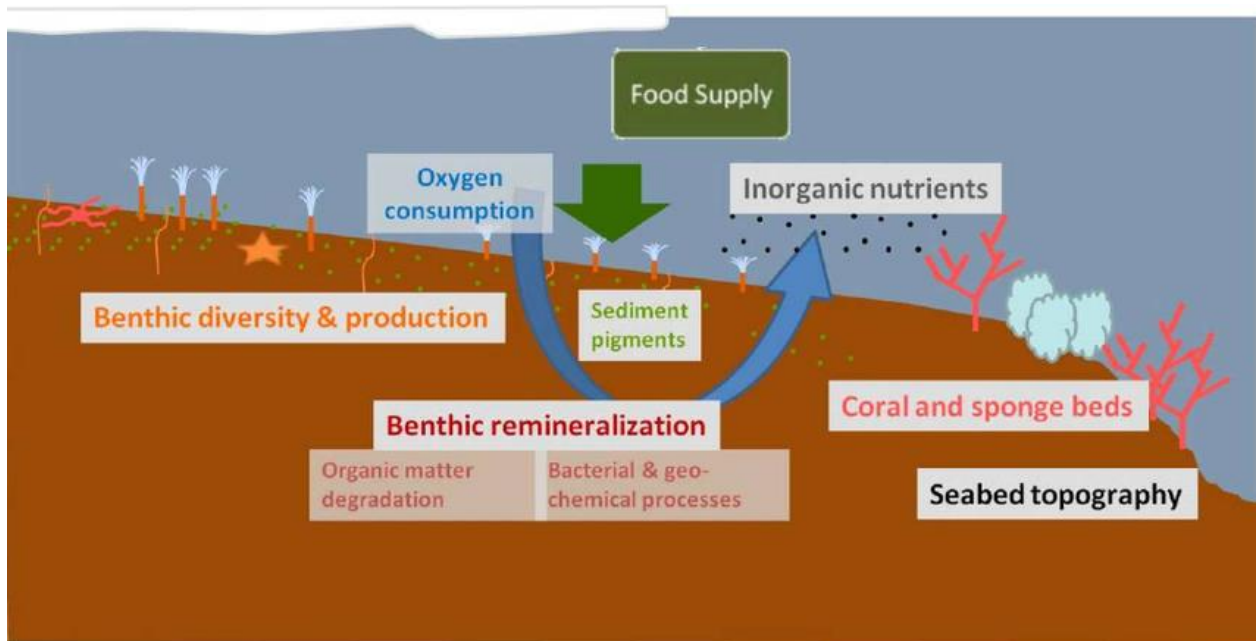 Food Supply
Oxygen
consumption
Inorganic nutrients
Benthic diversity & production
Sediment
pigments
Coral and sponge beds
Benthic remineralization
Organic matter
degradation
Bacterial & geo-
chemical processes
Seabed topography